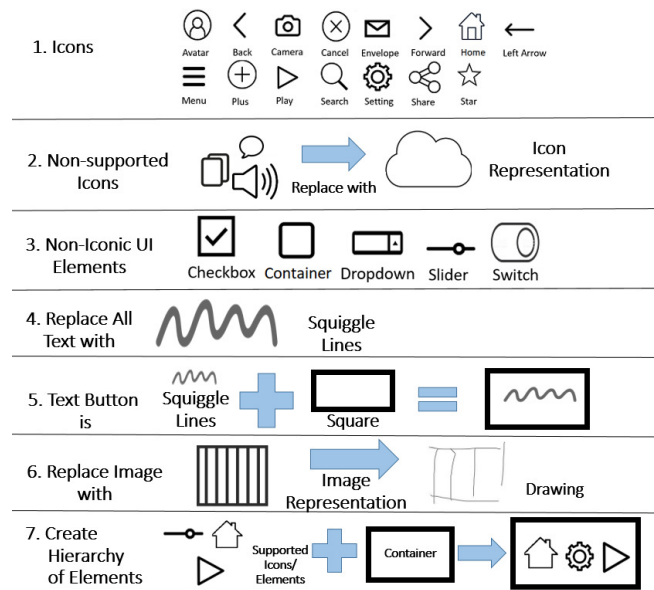 1. Icons
Avatar Back Camera Cancel Envelope Forward Home Left Arrow
Menu Plus Play Search Setting Share Star
2. Non-supported
Icons
Replace with
Icon
Representation
3. Non-Iconic UI
Elements
Checkbox Container Dropdown Slider Switch
4. Replace All
Text with
Squiggle
Lines
5. Text Button
is
Squiggle
Lines
Square
6. Replace Image
with
Image
Representation
Drawing
7. Create
Hierarchy
of Elements
Supported
Icons/
Elements
Container